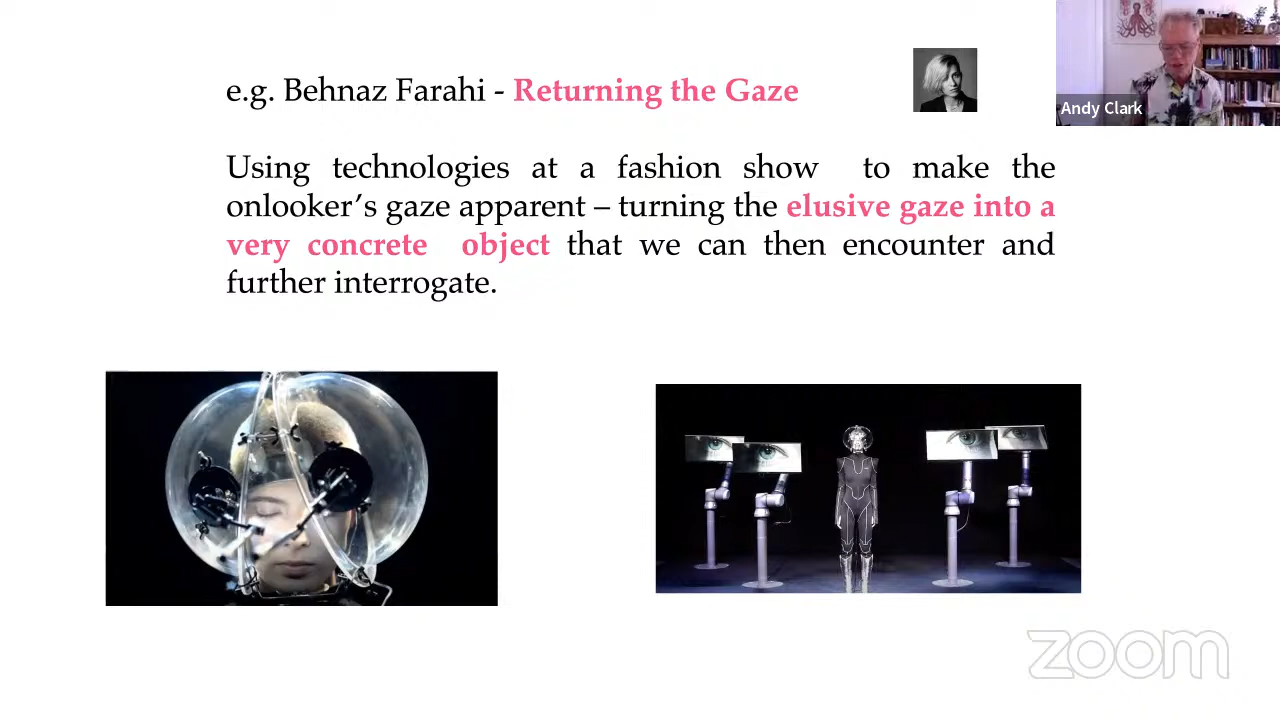 e.g. Behnaz Farahi - Returning the Gaze
Andy Clark
Using technologies at a fashion show to make the
onlooker's gaze apparent – turning the elusive gaze into a
very concrete object that we can then encounter and
further interrogate.
zoom